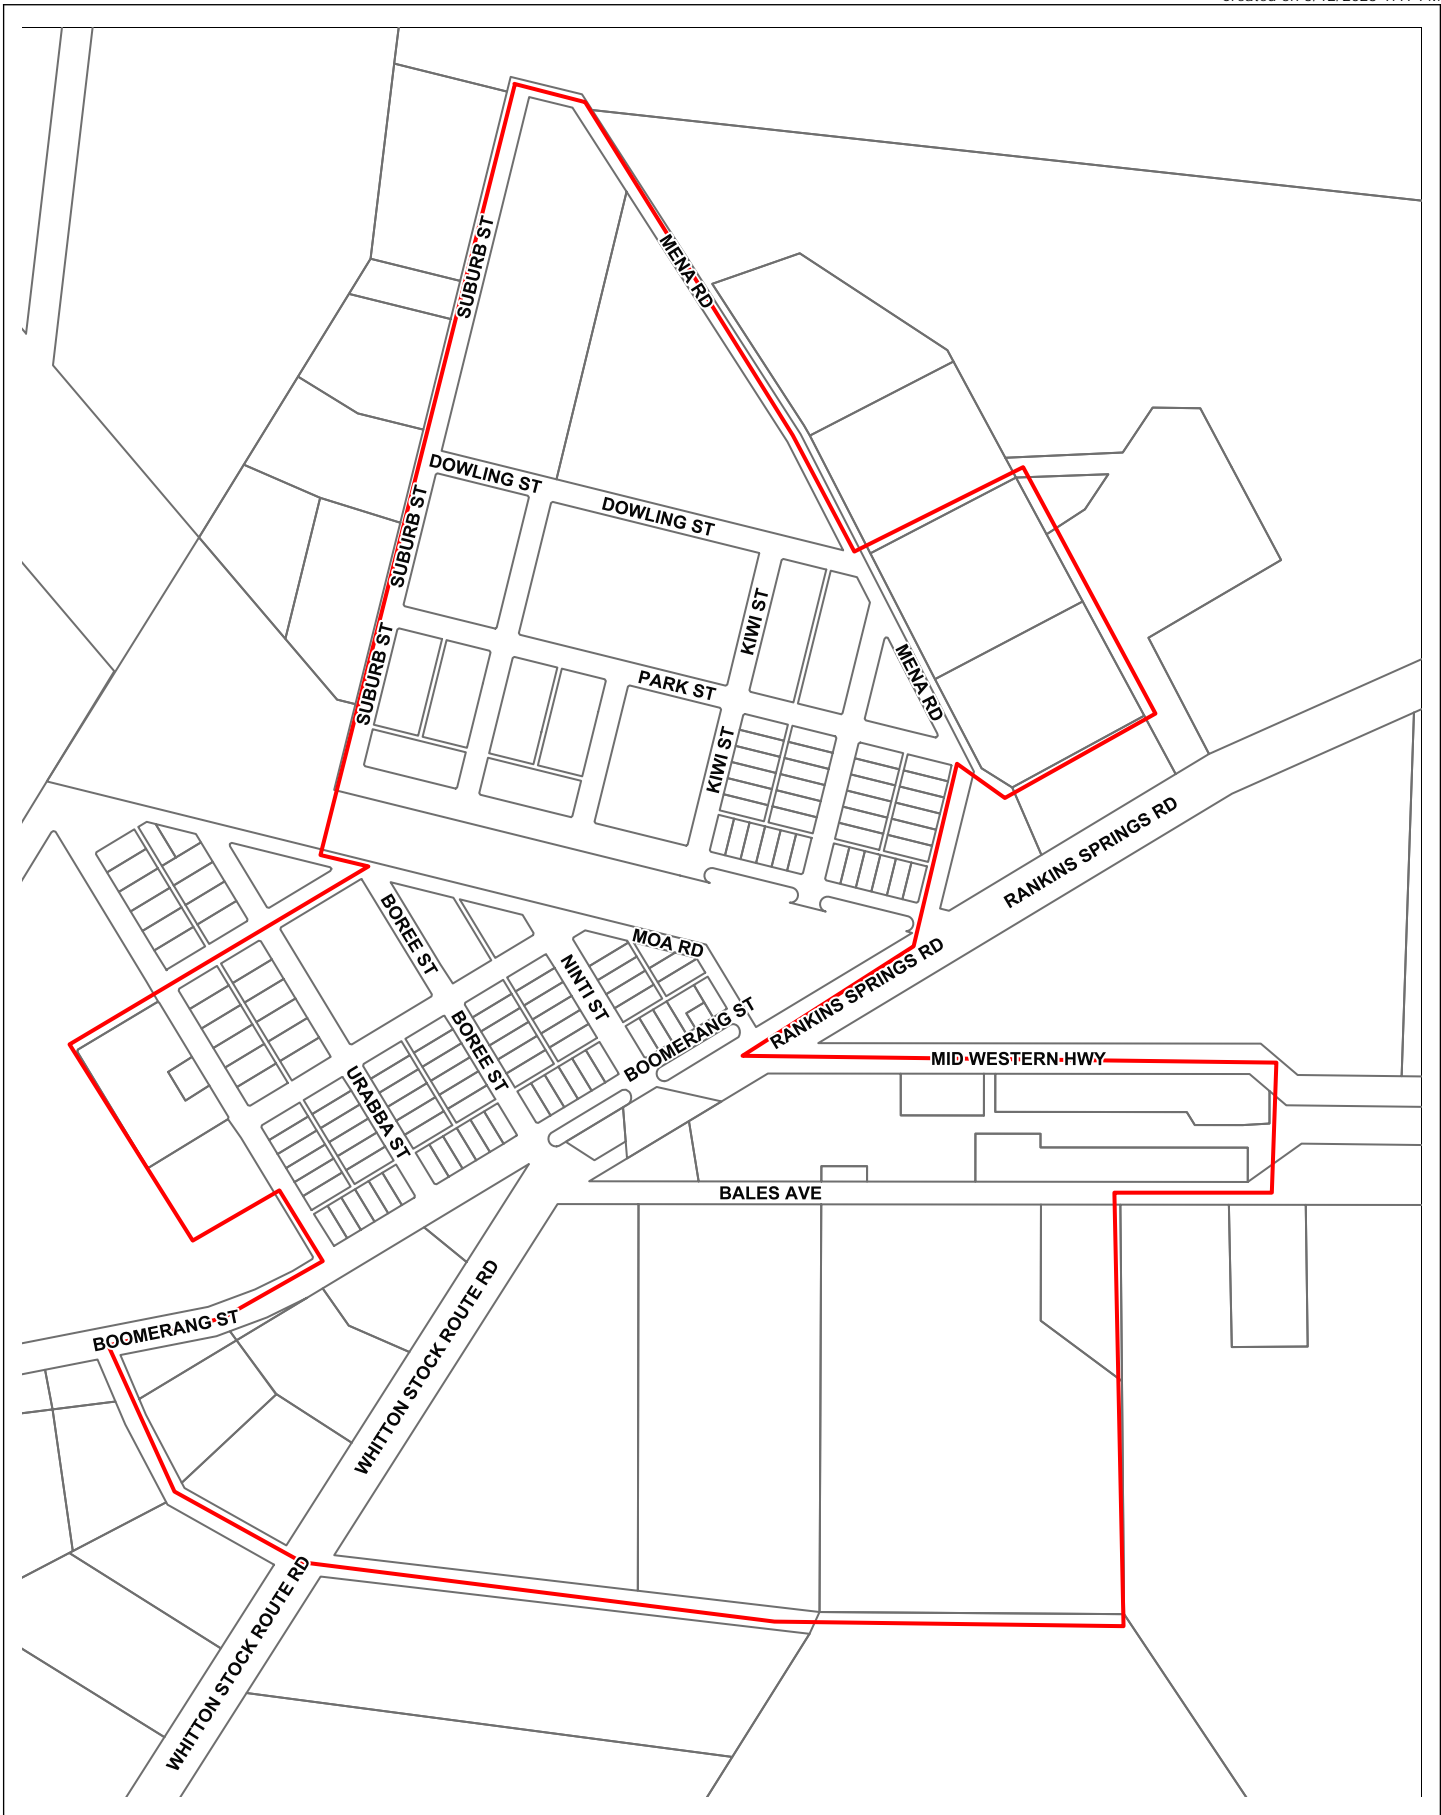 SUBURB ST
MENA RD
DOWLING ST
DOWLING ST
SUBURB ST
KIWI ST
SUBURB ST
PARK ST
MENA RD
KIWI ST
RANKINS SPRINGS RD
BOREE ST
MOA RD
NINTI ST
RANKINS SPRINGS RD
BOREE ST
BOOMERANG ST
MID WESTERN HWY
URABBA ST
BALES AVE
BOOMERANG ST
WHITTON STOCK ROUTE RD
WHITTON STOCK ROUTE RD